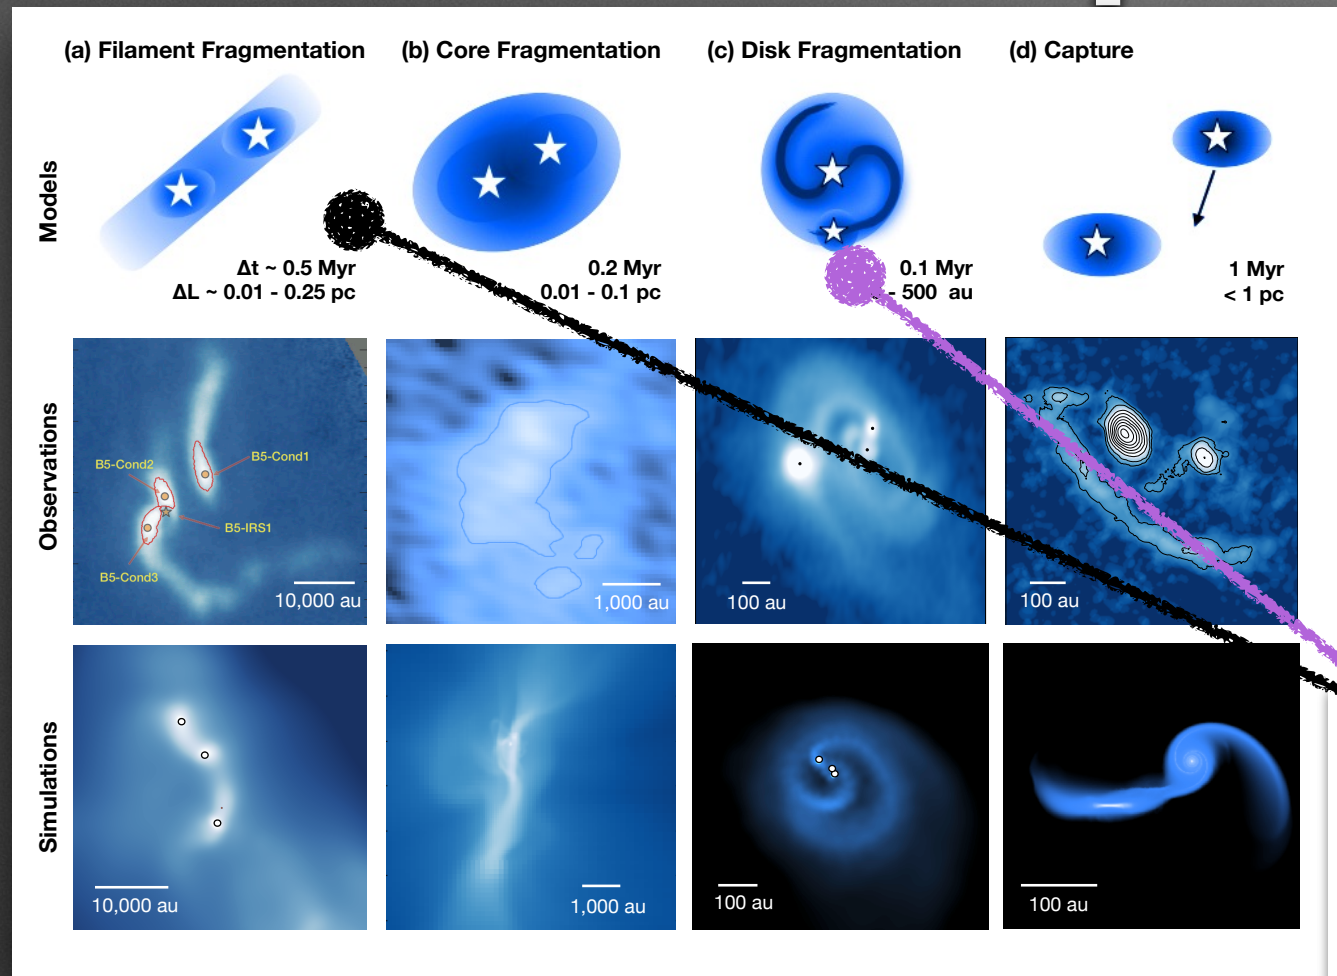 (a) Filament Fragmentation
(b) Core Fragmentation
(c) Disk Fragmentation
(d) Capture
Models
Δt ~ 0.5 Myr
ΔL ~ 0.01 - 0.25 pc
0.2 Myr
0.01 - 0.1 pc
0.1 Myr
- 500 au
1 Myr
< 1 pc
Observations
B5-Cond2
B5-Cond1
B5-IRS1
B5-Cond3
10,000 au
1,000 au
100 au
100 au
Simulations
10,000 au
1,000 au
100 au
100 au